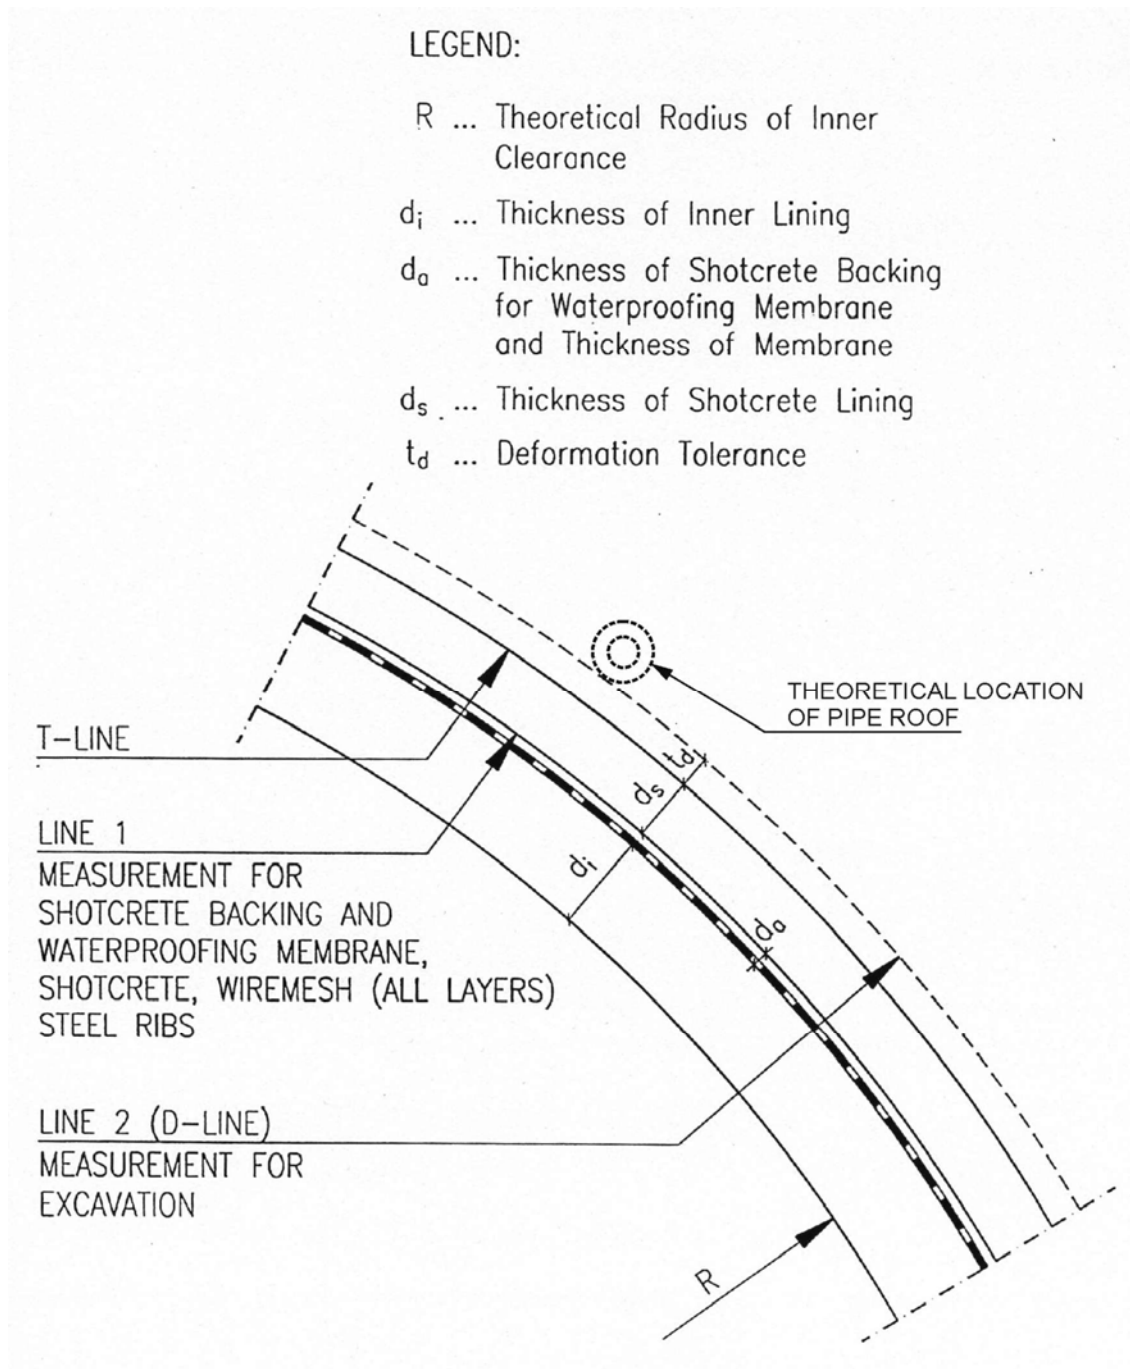 LEGEND:
R ... Theoretical Radius of Inner
Clearance
di ... Thickness of Inner Lining
da ... Thickness of Shotcrete Backing
for Waterproofing Membrane
and Thickness of Membrane
ds ... Thickness of Shotcrete Lining
td ... Deformation Tolerance
THEORETICAL LOCATION
OF PIPE ROOF
T-LINE
td
ds
LINE 1
MEASUREMENT FOR
SHOTCRETE BACKING AND
WATERPROOFING MEMBRANE,
SHOTCRETE, WIREMESH (ALL LAYERS)
STEEL RIBS
di
da
LINE 2 (D-LINE)
MEASUREMENT FOR
EXCAVATION
R